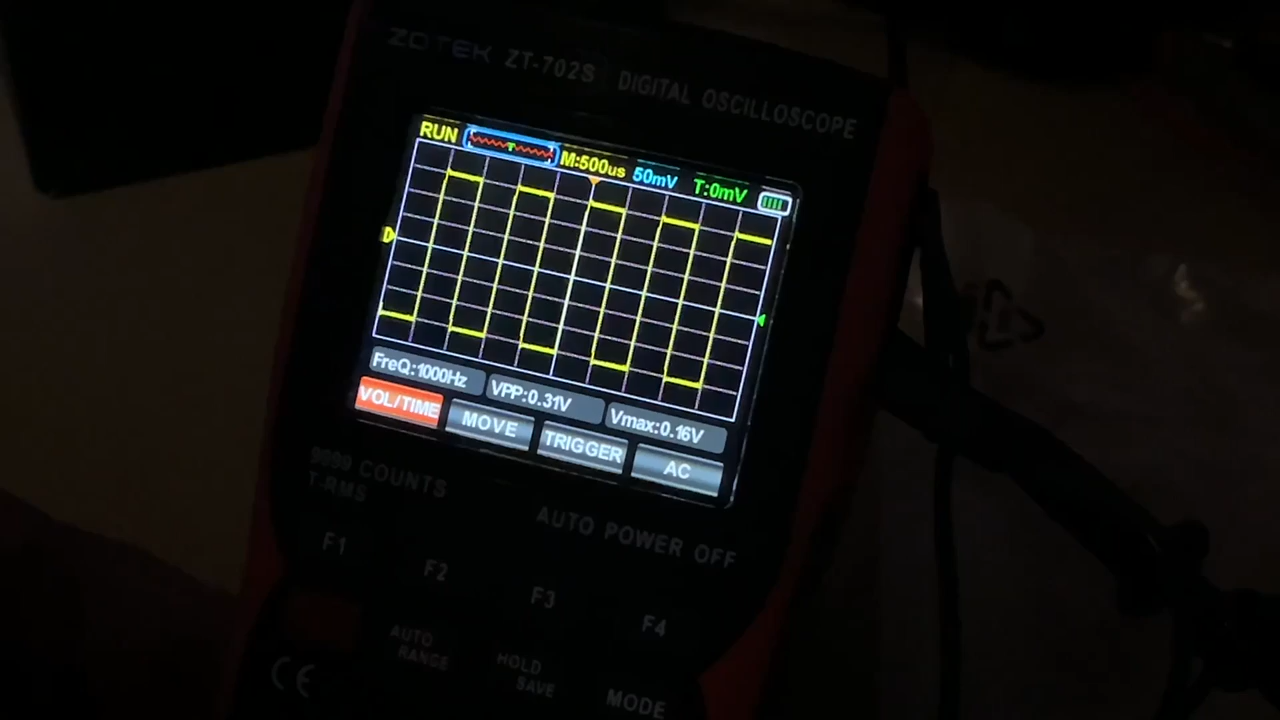 ZOTEK ZT-702S DIGITAL OSCILLOSCOPE
RUN T M:500us 50mV T:0mV
D
FreQ:1000Hz VPP:0.31V Vmax:0.16V
VOL/TIME MOVE TRIGGER AC
9999 COUNTS
T-RMS
AUTO POWER OFF
F1 F2 F3 F4
AUTO
RANGE
HOLD
SAVE
MODE
CE